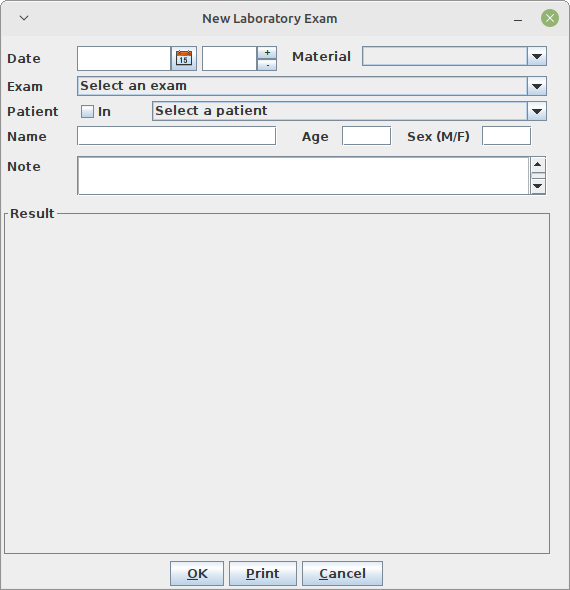 New Laboratory Exam
Date 15 + - Material
Exam Select an exam
Patient In Select a patient
Name Age Sex (M/F)
Note
Result
OK Print Cancel